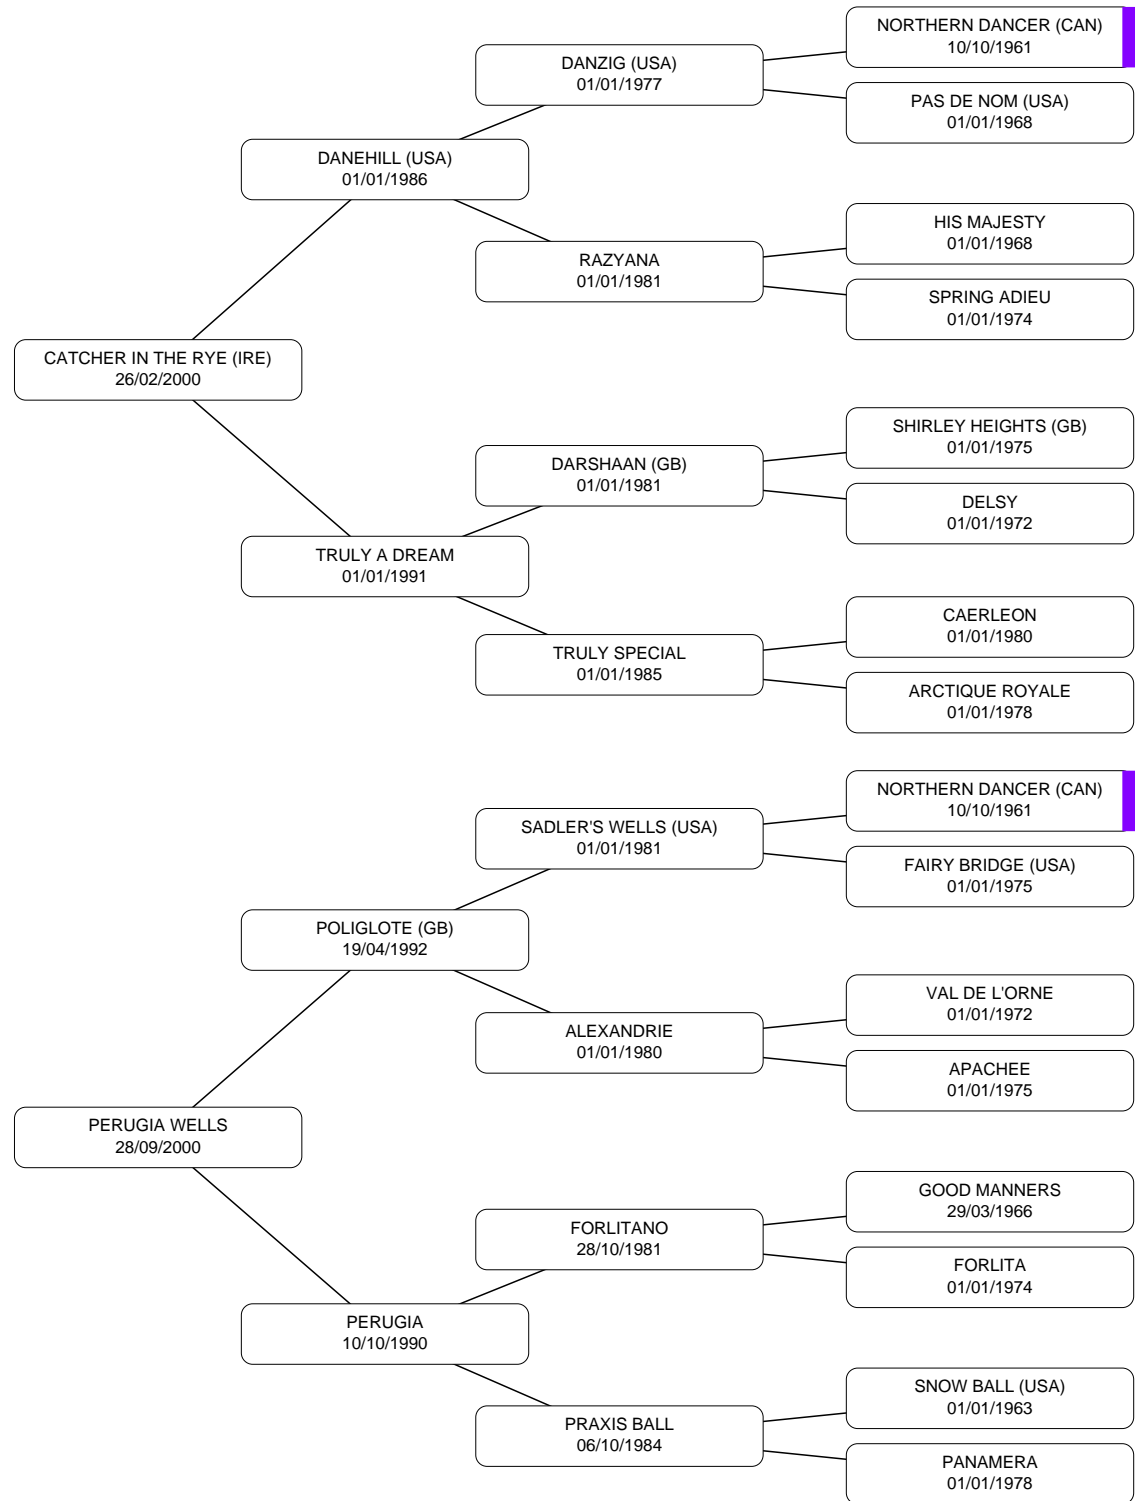 NORTHERN DANCER (CAN)
10/10/1961
DANZIG (USA)
01/01/1977
PAS DE NOM (USA)
01/01/1968
DANEHILL (USA)
01/01/1986
HIS MAJESTY
01/01/1968
RAZYANA
01/01/1981
SPRING ADIEU
01/01/1974
CATCHER IN THE RYE (IRE)
26/02/2000
SHIRLEY HEIGHTS (GB)
01/01/1975
DARSHAAN (GB)
01/01/1981
DELSY
01/01/1972
TRULY A DREAM
01/01/1991
CAERLEON
01/01/1980
TRULY SPECIAL
01/01/1985
ARCTIQUE ROYALE
01/01/1978
NORTHERN DANCER (CAN)
10/10/1961
SADLER'S WELLS (USA)
01/01/1981
FAIRY BRIDGE (USA)
01/01/1975
POLIGLOTE (GB)
19/04/1992
VAL DE L'ORNE
01/01/1972
ALEXANDRIE
01/01/1980
APACHEE
01/01/1975
PERUGIA WELLS
28/09/2000
GOOD MANNERS
29/03/1966
FORLITANO
28/10/1981
FORLITA
01/01/1974
PERUGIA
10/10/1990
SNOW BALL (USA)
01/01/1963
PRAXIS BALL
06/10/1984
PANAMERA
01/01/1978